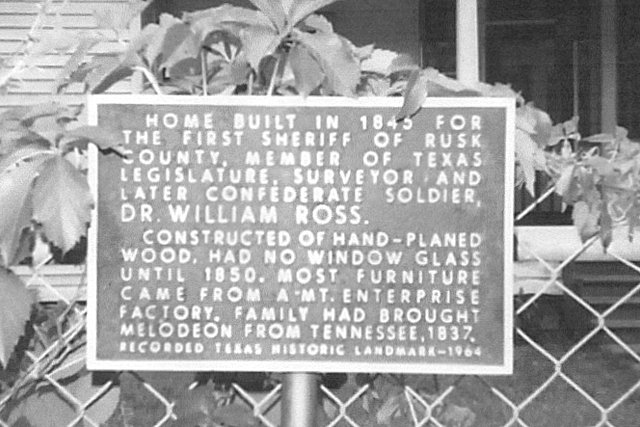 HOME BUILT IN 1845 FOR
THE FIRST SHERIFF OF RUSK
COUNTY, MEMBER OF TEXAS
LEGISLATURE, SURVEYOR AND
LATER CONFEDERATE SOLDIER,
DR. WILLIAM ROSS.
CONSTRUCTED OF HAND-PLANED
WOOD, HAD NO WINDOW GLASS
UNTIL 1850. MOST FURNITURE
CAME FROM A MT. ENTERPRISE
FACTORY. FAMILY HAD BROUGHT
MELODEON FROM TENNESSEE, 1837.
RECORDED TEXAS HISTORIC LANDMARK-1964